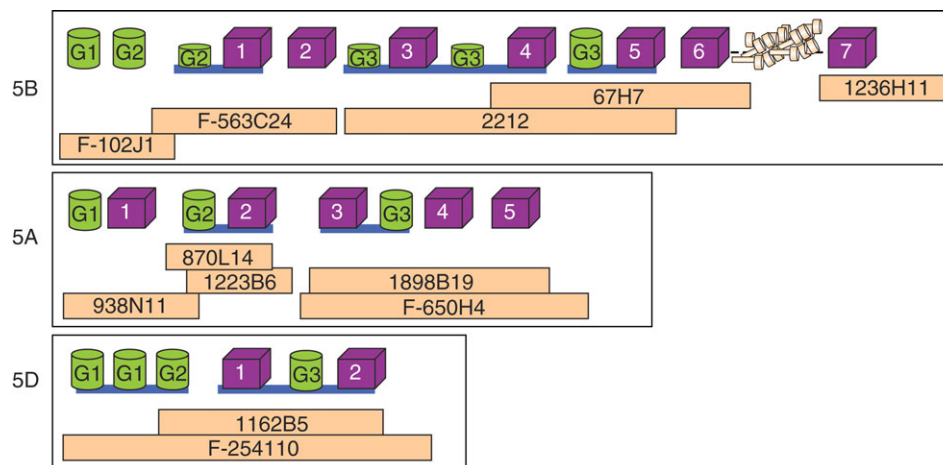 G1 G2 G2 1 2 G3 3 G3 4 G3 5 6 7
5B
67H7 1236H11
F-563C24 2212
F-102J1
G1 1 G2 2 3 G3 4 5
5A
870L14
1223B6 1898B19
938N11 F-650H4
G1 G1 G2 1 G3 2
5D
1162B5
F-254110